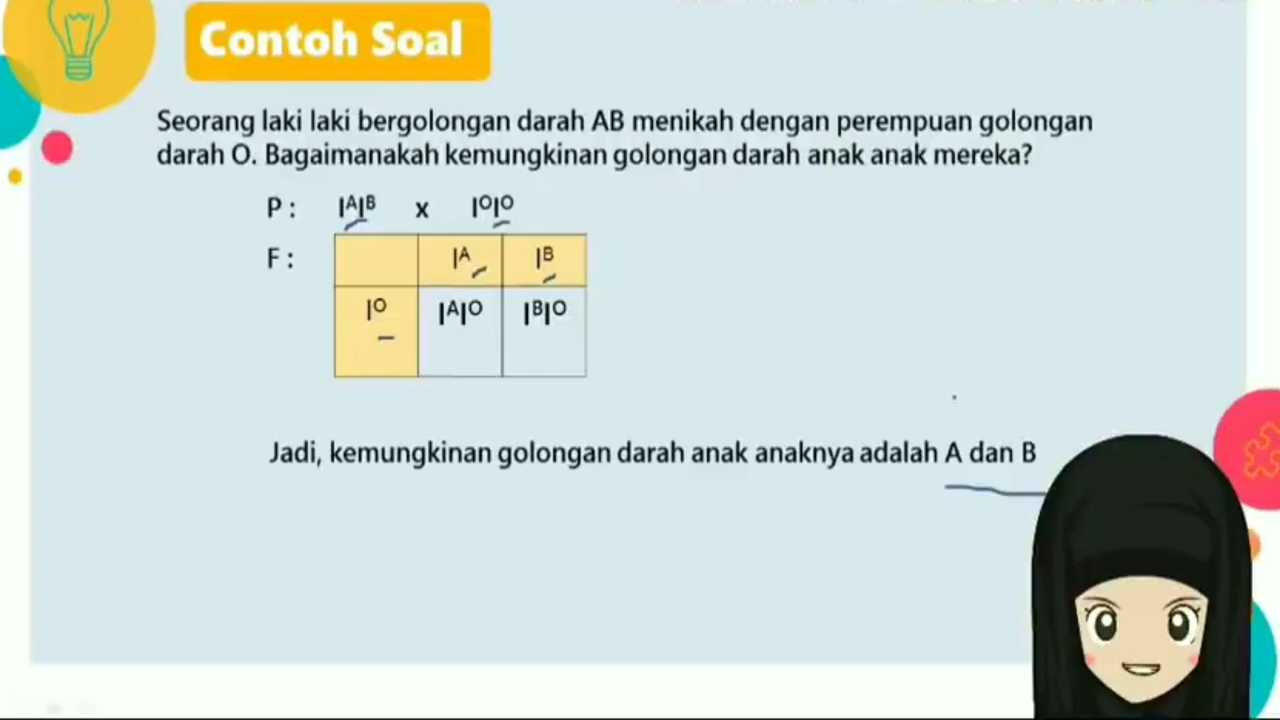 Contoh Soal
Seorang laki laki bergolongan darah AB menikah dengan perempuan golongan
darah O. Bagaimanakah kemungkinan golongan darah anak anak mereka?
P : IᴬIᴮ x IᴼIᴼ
F : Iᴬ Iᴮ
Iᴼ IᴬIᴼ IᴮIᴼ
Jadi, kemungkinan golongan darah anak anaknya adalah A dan B